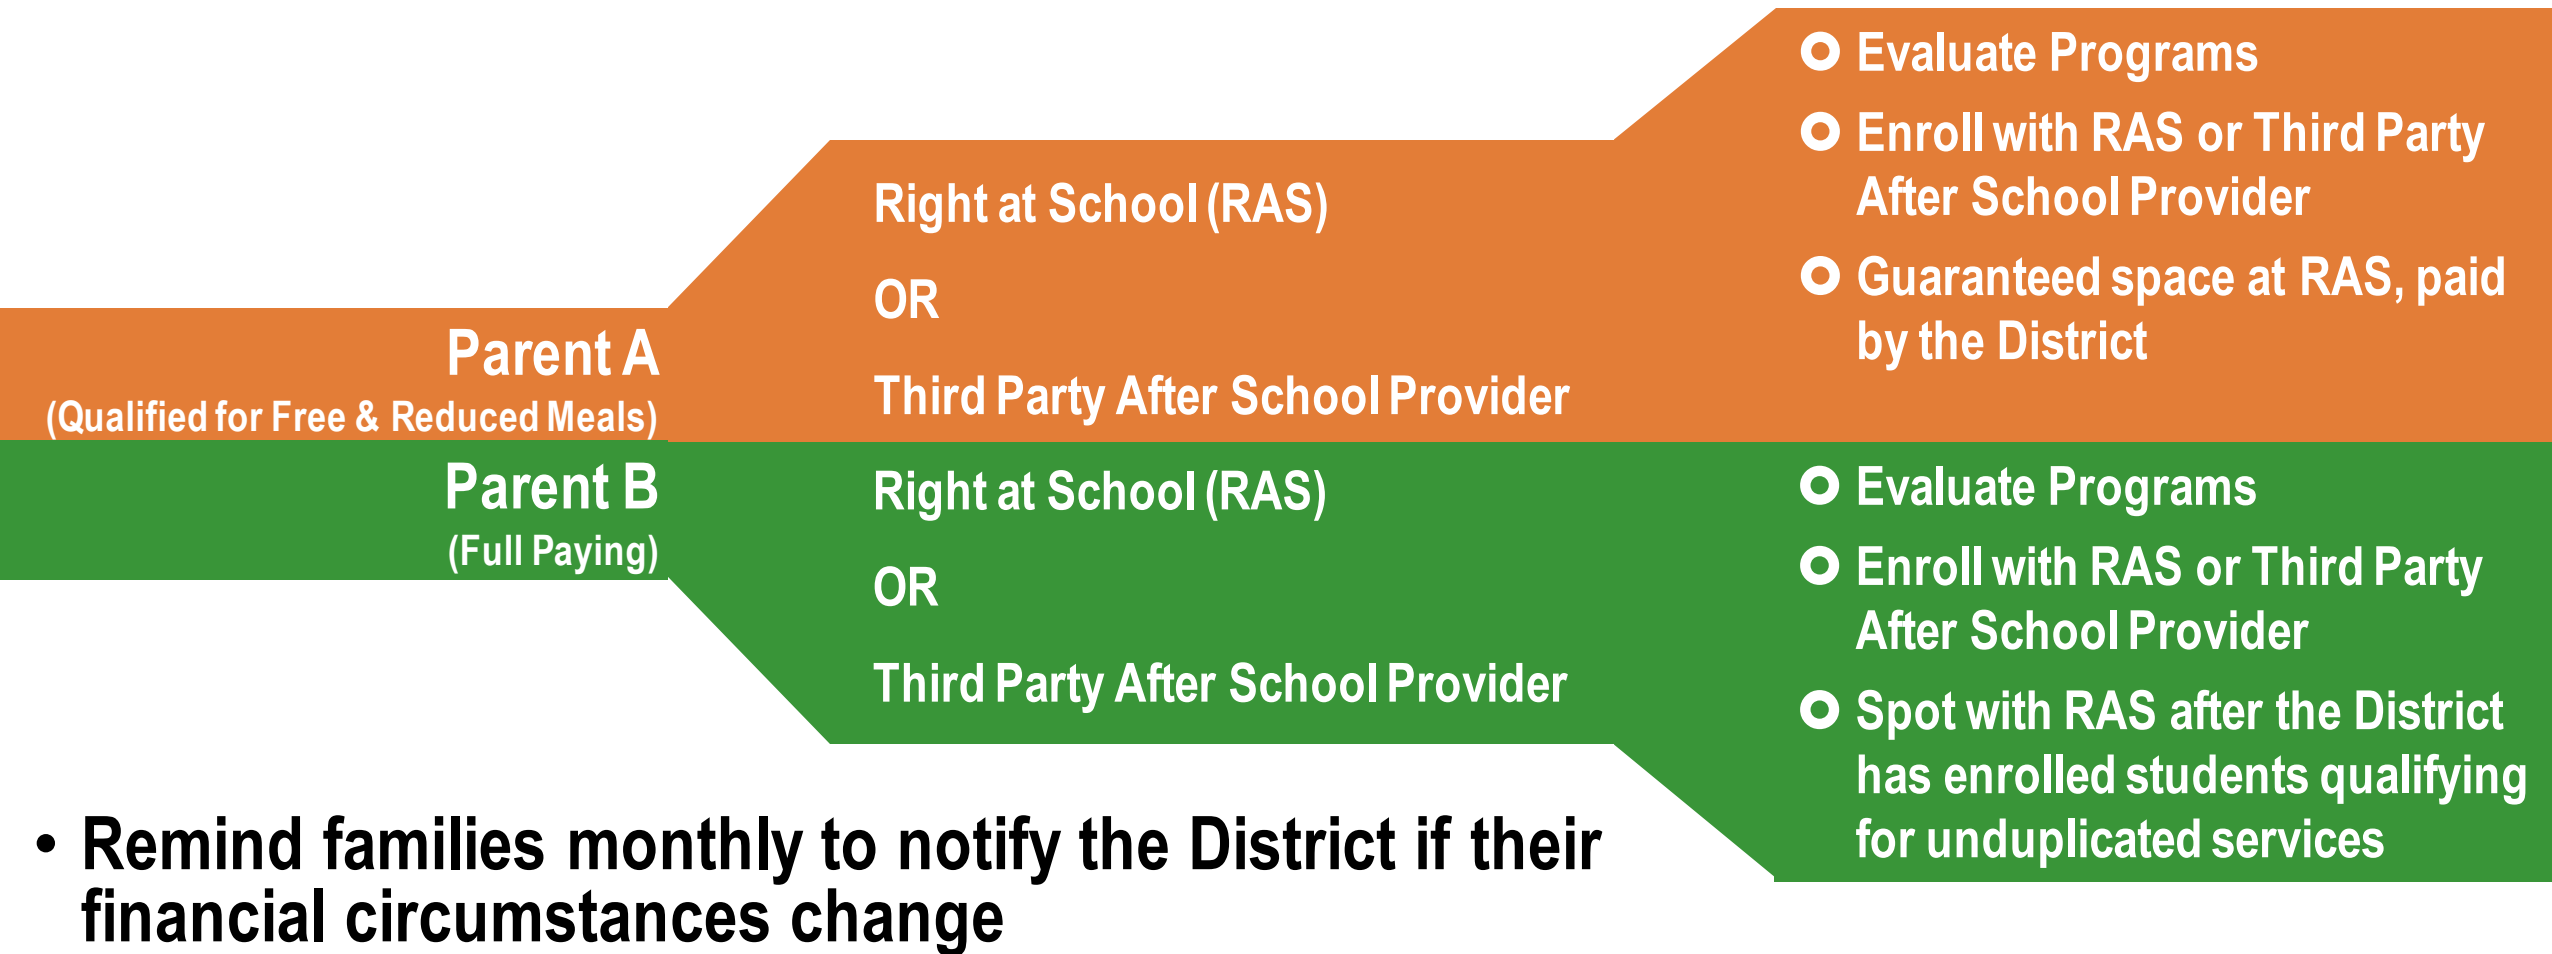 Parent A
(Qualified for Free & Reduced Meals)
Right at School (RAS)
OR
Third Party After School Provider
Evaluate Programs
Enroll with RAS or Third Party
After School Provider
Guaranteed space at RAS, paid
by the District
Parent B
(Full Paying)
Right at School (RAS)
OR
Third Party After School Provider
Evaluate Programs
Enroll with RAS or Third Party
After School Provider
Spot with RAS after the District
has enrolled students qualifying
for unduplicated services
• Remind families monthly to notify the District if their
financial circumstances change